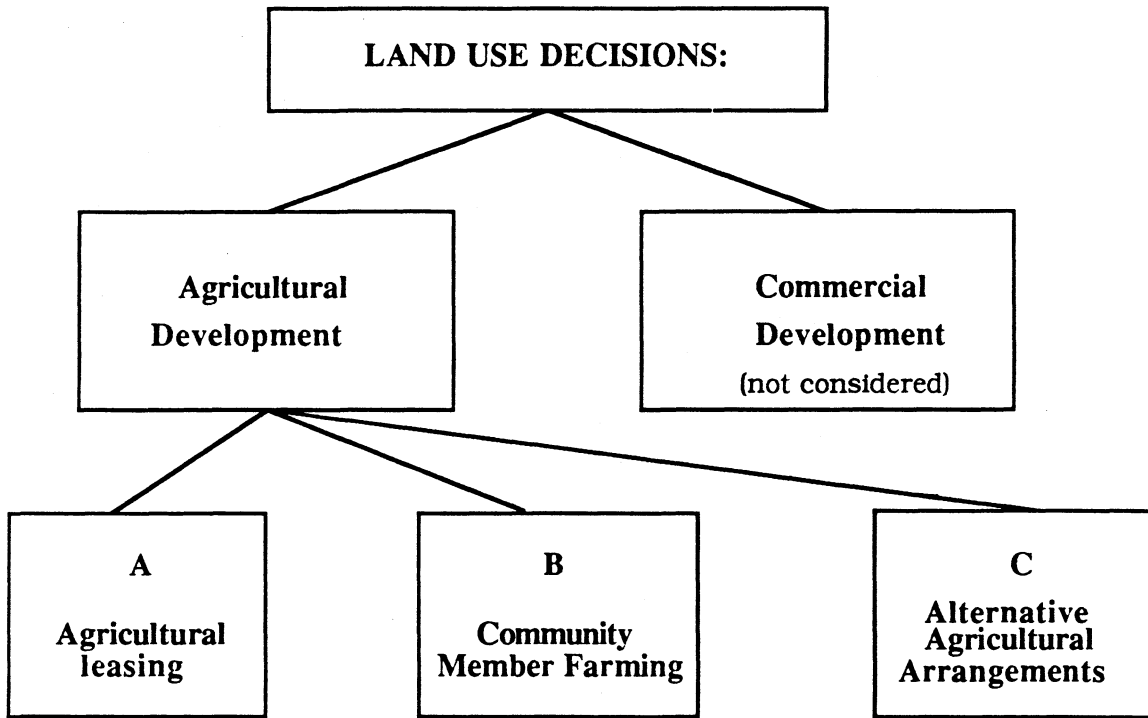 LAND USE DECISIONS:
Agricultural
Development
Commercial
Development
(not considered)
A
Agricultural
leasing
B
Community
Member Farming
C
Alternative
Agricultural
Arrangements